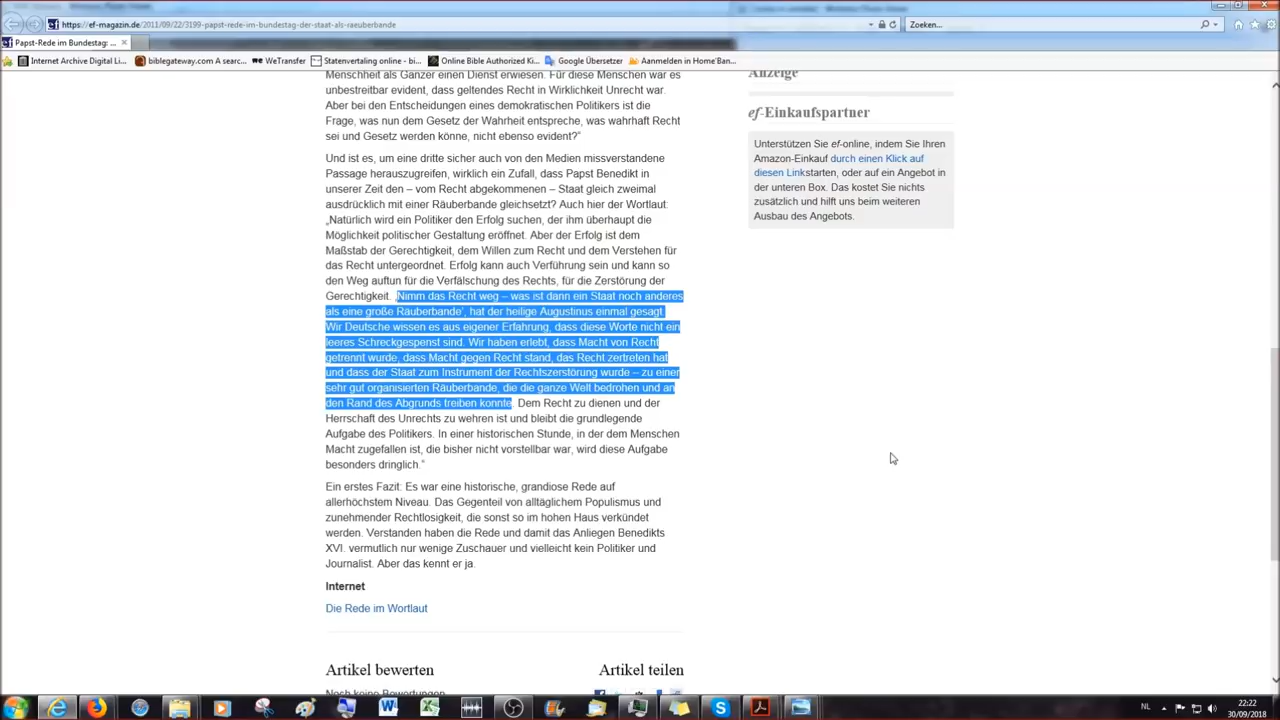 https://ef-magazin.de/2011/09/22/3199-papst-rede-im-bundestag-der-staat-als-raeuberbande
Zoeken...
Papst-Rede im Bundestag: ...
Internet Archive Digital Li...
biblegateway.com A searc...
WeTransfer
Statenvertaling online - bi...
Online Bible Authorized Ki...
Google Übersetzer
Aanmelden in Home'Ban...
Menschheit als Ganzer einen Dienst erwiesen. Für diese Menschen war es
unbestreitbar evident, dass geltendes Recht in Wirklichkeit Unrecht war.
Aber bei den Entscheidungen eines demokratischen Politikers ist die
Frage, was nun dem Gesetz der Wahrheit entspreche, was wahrhaft Recht
sei und Gesetz werden könne, nicht ebenso evident?“
Und ist es, um eine dritte sicher auch von den Medien missverstandene
Passage herauszugreifen, wirklich ein Zufall, dass Papst Benedikt in
unserer Zeit den – vom Recht abgekommenen – Staat gleich zweimal
ausdrücklich mit einer Räuberbande gleichsetzt? Auch hier der Wortlaut:
„Natürlich wird ein Politiker den Erfolg suchen, der ihm überhaupt die
Möglichkeit politischer Gestaltung eröffnet. Aber der Erfolg ist dem
Maßstab der Gerechtigkeit, dem Willen zum Recht und dem Verstehen für
das Recht untergeordnet. Erfolg kann auch Verführung sein und kann so
den Weg auftun für die Verfälschung des Rechts, für die Zerstörung der
Gerechtigkeit. ‚Nimm das Recht weg – was ist dann ein Staat noch anderes
als eine große Räuberbande’, hat der heilige Augustinus einmal gesagt.
Wir Deutsche wissen es aus eigener Erfahrung, dass diese Worte nicht ein
leeres Schreckgespenst sind. Wir haben erlebt, dass Macht von Recht
getrennt wurde, dass Macht gegen Recht stand, das Recht zertreten hat
und dass der Staat zum Instrument der Rechtszerstörung wurde – zu einer
sehr gut organisierten Räuberbande, die die ganze Welt bedrohen und an
den Rand des Abgrunds treiben konnte. Dem Recht zu dienen und der
Herrschaft des Unrechts zu wehren ist und bleibt die grundlegende
Aufgabe des Politikers. In einer historischen Stunde, in der dem Menschen
Macht zugefallen ist, die bisher nicht vorstellbar war, wird diese Aufgabe
besonders dringlich.“
Ein erstes Fazit: Es war eine historische, grandiose Rede auf
allerhöchstem Niveau. Das Gegenteil von alltäglichem Populismus und
zunehmender Rechtlosigkeit, die sonst so im hohen Haus verkündet
werden. Verstanden haben die Rede und damit das Anliegen Benedikts
XVI. vermutlich nur wenige Zuschauer und vielleicht kein Politiker und
Journalist. Aber das kennt er ja.
Internet
Die Rede im Wortlaut
Artikel bewerten
Noch keine Bewertungen
Artikel teilen
Anzeige
ef-Einkaufspartner
Unterstützen Sie ef-online, indem Sie Ihren
Amazon-Einkauf durch einen Klick auf
diesen Linkstarten, oder auf ein Angebot in
der unteren Box. Das kostet Sie nichts
zusätzlich und hilft uns beim weiteren
Ausbau des Angebots.
NL
22:22
30/09/2018